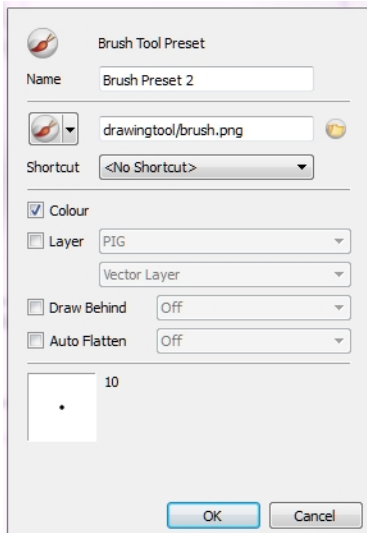 Brush Tool Preset
Name Brush Preset 2
drawingtool/brush.png
Shortcut <No Shortcut>
Colour
Layer PIG
Vector Layer
Draw Behind Off
Auto Flatten Off
10
OK Cancel